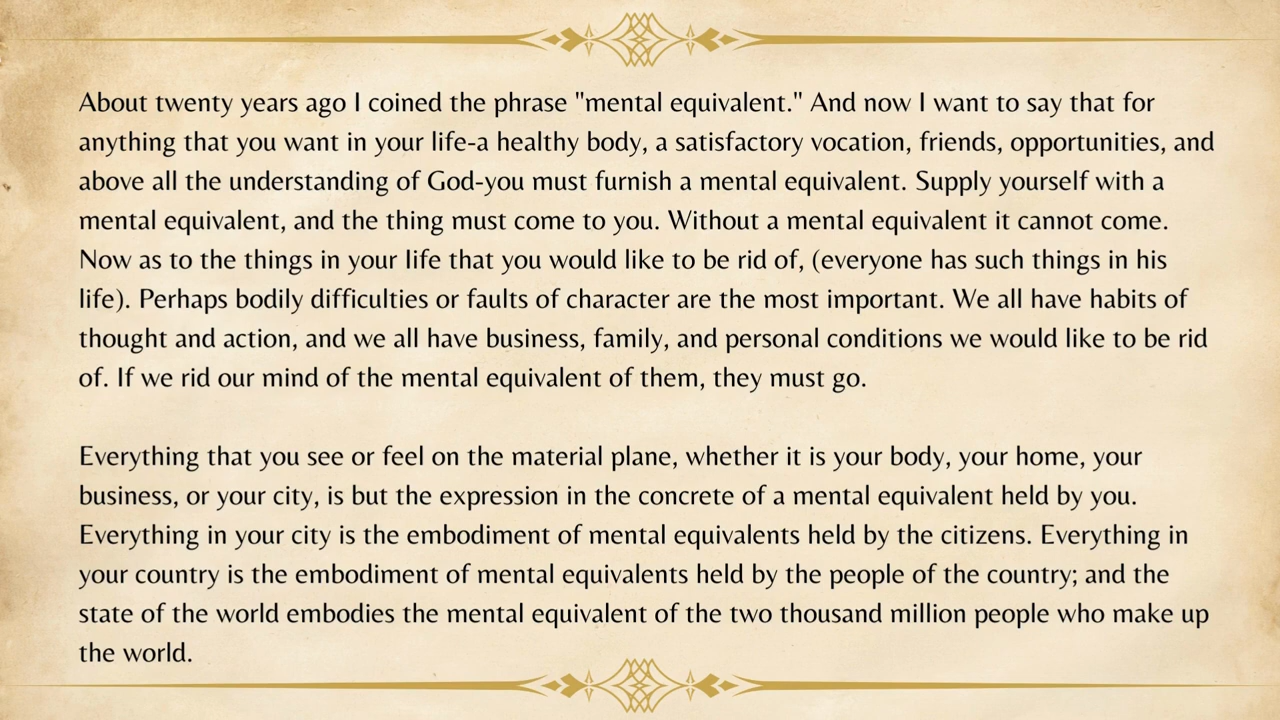 About twenty years ago I coined the phrase "mental equivalent." And now I want to say that for
anything that you want in your life-a healthy body, a satisfactory vocation, friends, opportunities, and
above all the understanding of God-you must furnish a mental equivalent. Supply yourself with a
mental equivalent, and the thing must come to you. Without a mental equivalent it cannot come.
Now as to the things in your life that you would like to be rid of, (everyone has such things in his
life). Perhaps bodily difficulties or faults of character are the most important. We all have habits of
thought and action, and we all have business, family, and personal conditions we would like to be rid
of. If we rid our mind of the mental equivalent of them, they must go.
Everything that you see or feel on the material plane, whether it is your body, your home, your
business, or your city, is but the expression in the concrete of a mental equivalent held by you.
Everything in your city is the embodiment of mental equivalents held by the citizens. Everything in
your country is the embodiment of mental equivalents held by the people of the country; and the
state of the world embodies the mental equivalent of the two thousand million people who make up
the world.